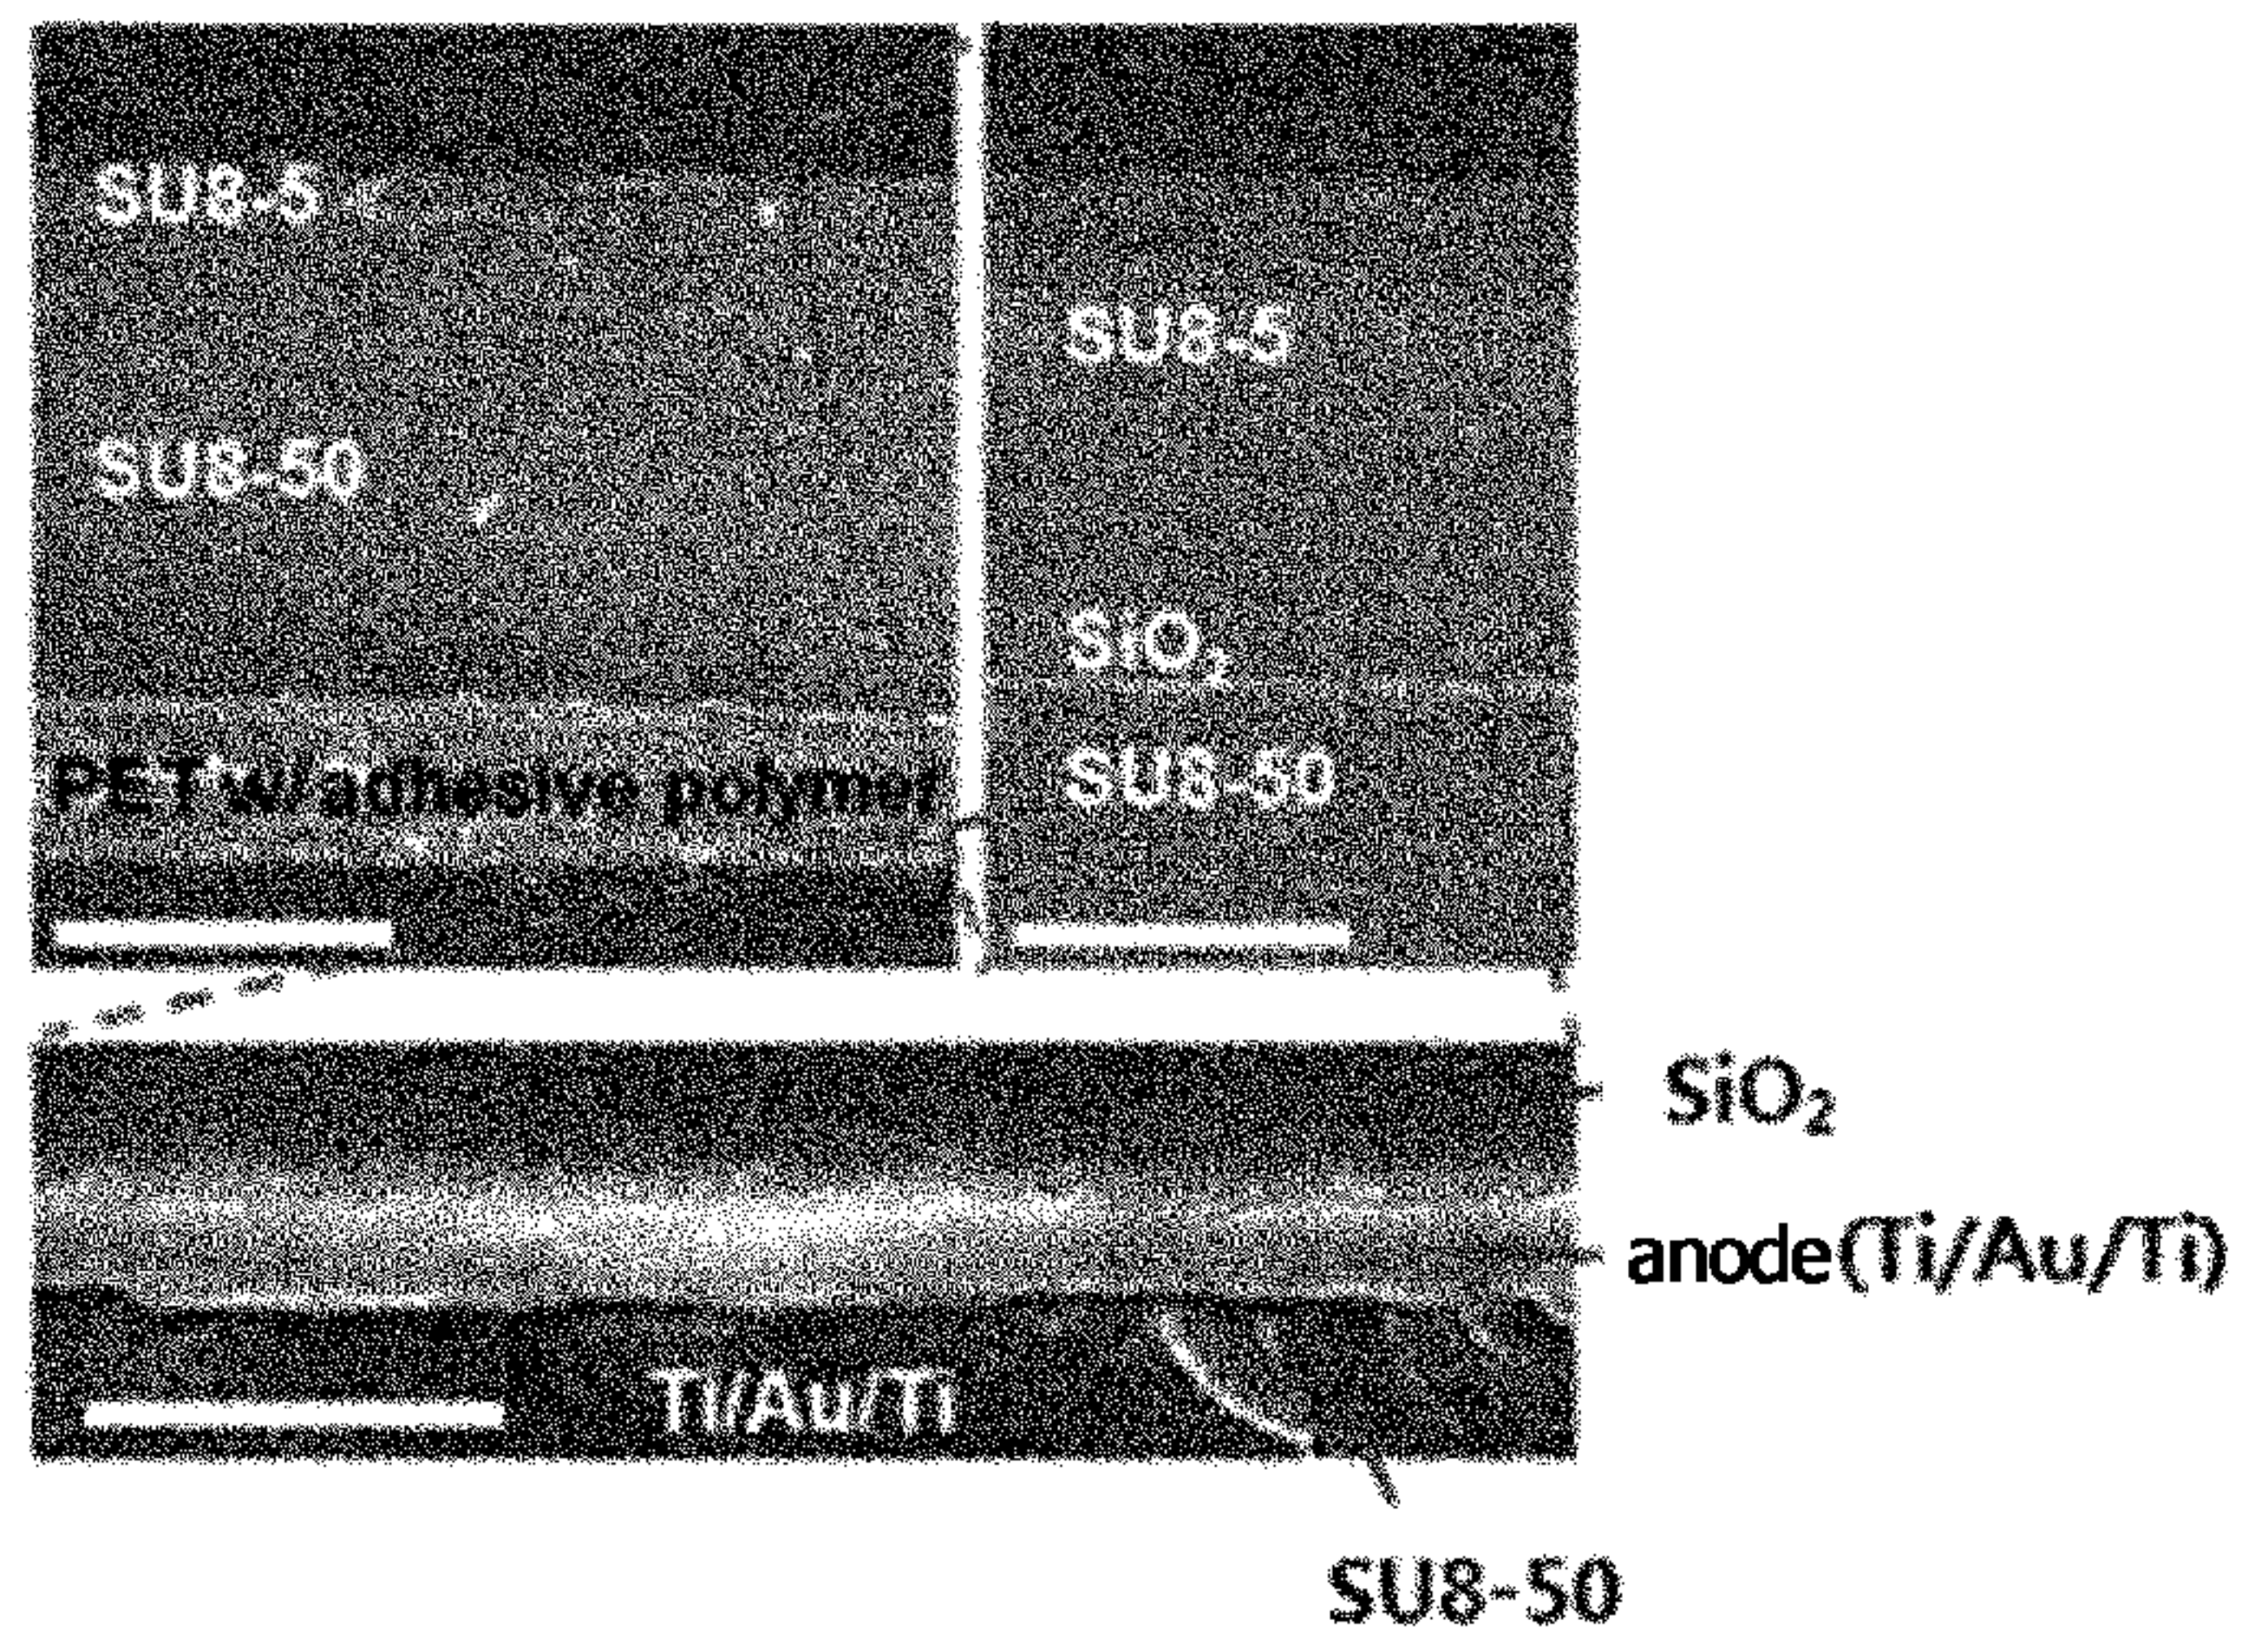 SU8-5
SU8-50
PET w/adhesive polymer
SU8-5
SiO₂
SU8-50
SiO₂
anode(Ti/Au/Ti)
Ti/Au/Ti
SU8-50